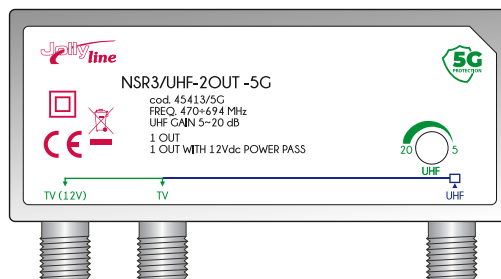 Jolly line
5G
PROTECTION
NSR3/UHF-2OUT -5G
cod. 45413/5G
FREQ. 470÷694 MHz
UHF GAIN 5~20 dB
1 OUT
1 OUT WITH 12Vdc POWER PASS
CE
20 5
UHF
TV (12V) TV UHF